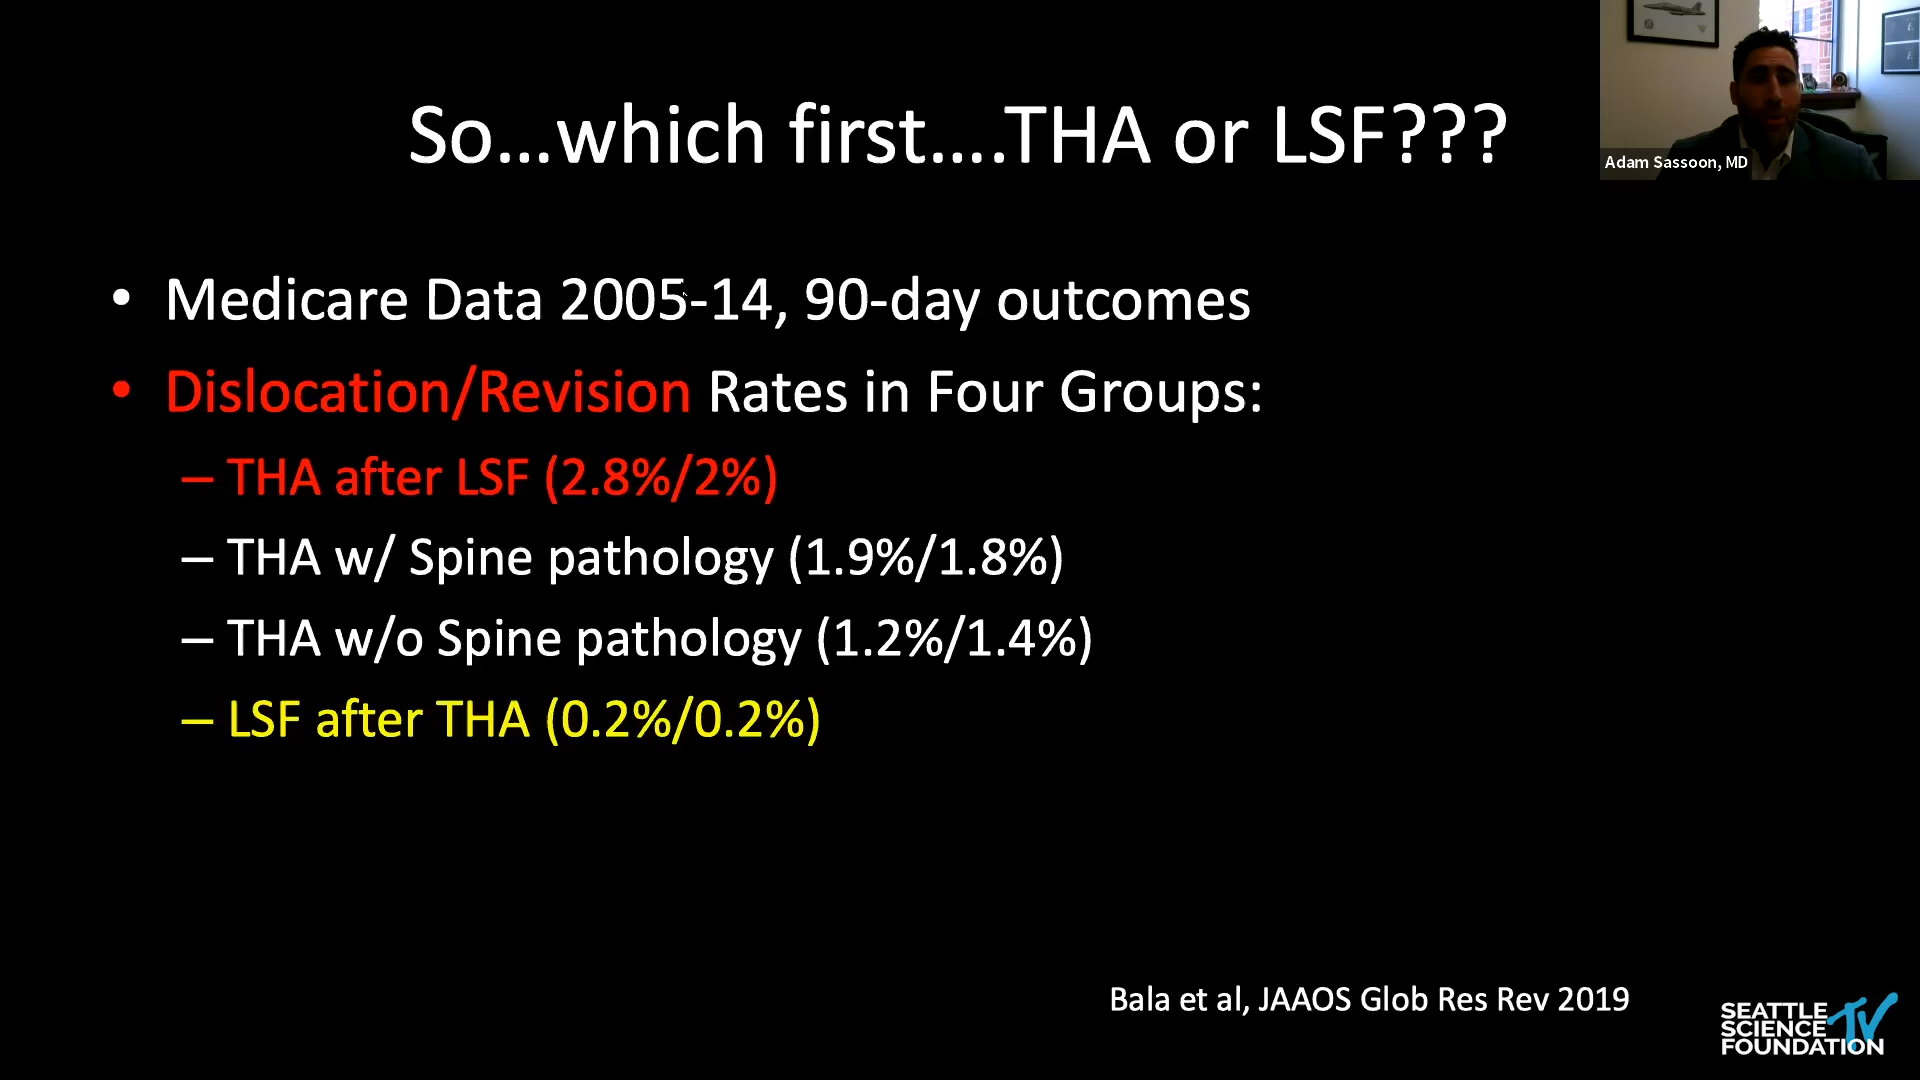 So...which first....THA or LSF???
Adam Sassoon, MD
• Medicare Data 2005-14, 90-day outcomes
• Dislocation/Revision Rates in Four Groups:
– THA after LSF (2.8%/2%)
– THA w/ Spine pathology (1.9%/1.8%)
– THA w/o Spine pathology (1.2%/1.4%)
– LSF after THA (0.2%/0.2%)
Bala et al, JAAOS Glob Res Rev 2019
SEATTLE
SCIENCE TV
FOUNDATION